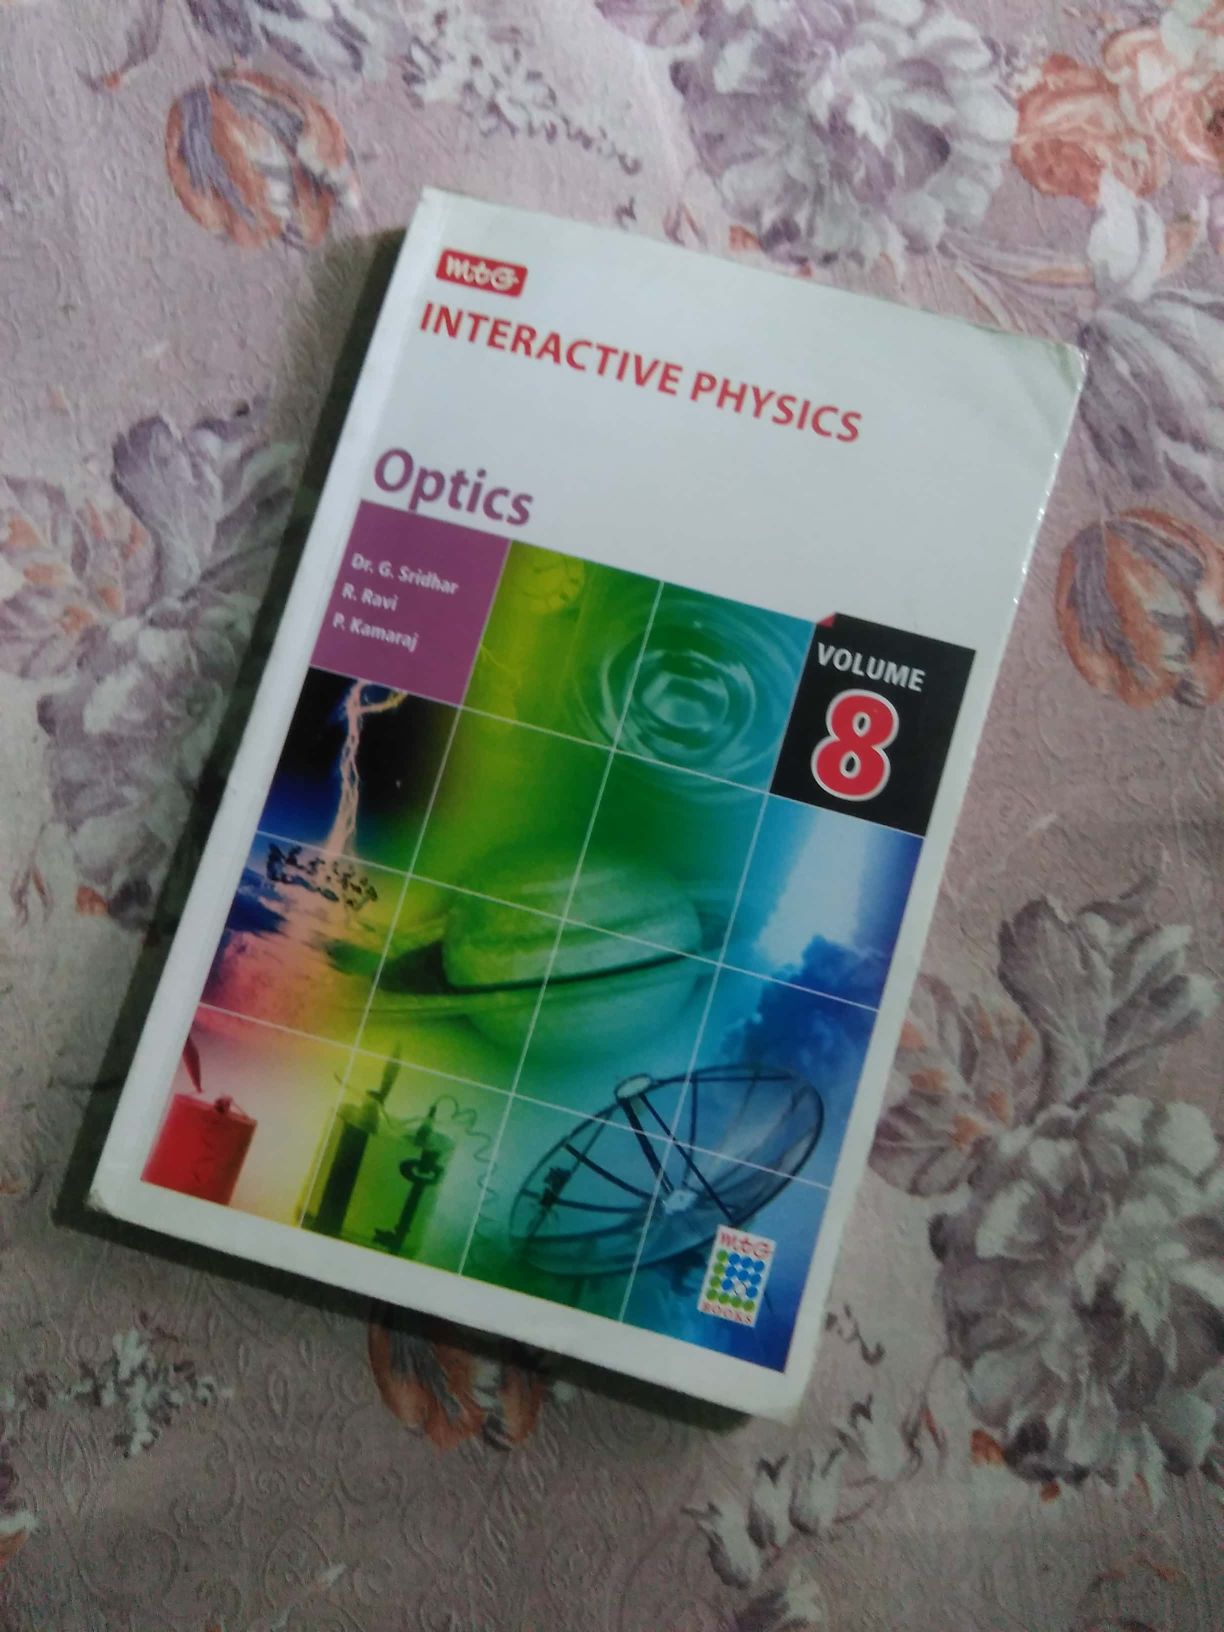 mtG
INTERACTIVE PHYSICS
Optics
Dr. G. Sridhar
R. Ravi
P. Kamaraj
VOLUME
8
mtG
BOOKS